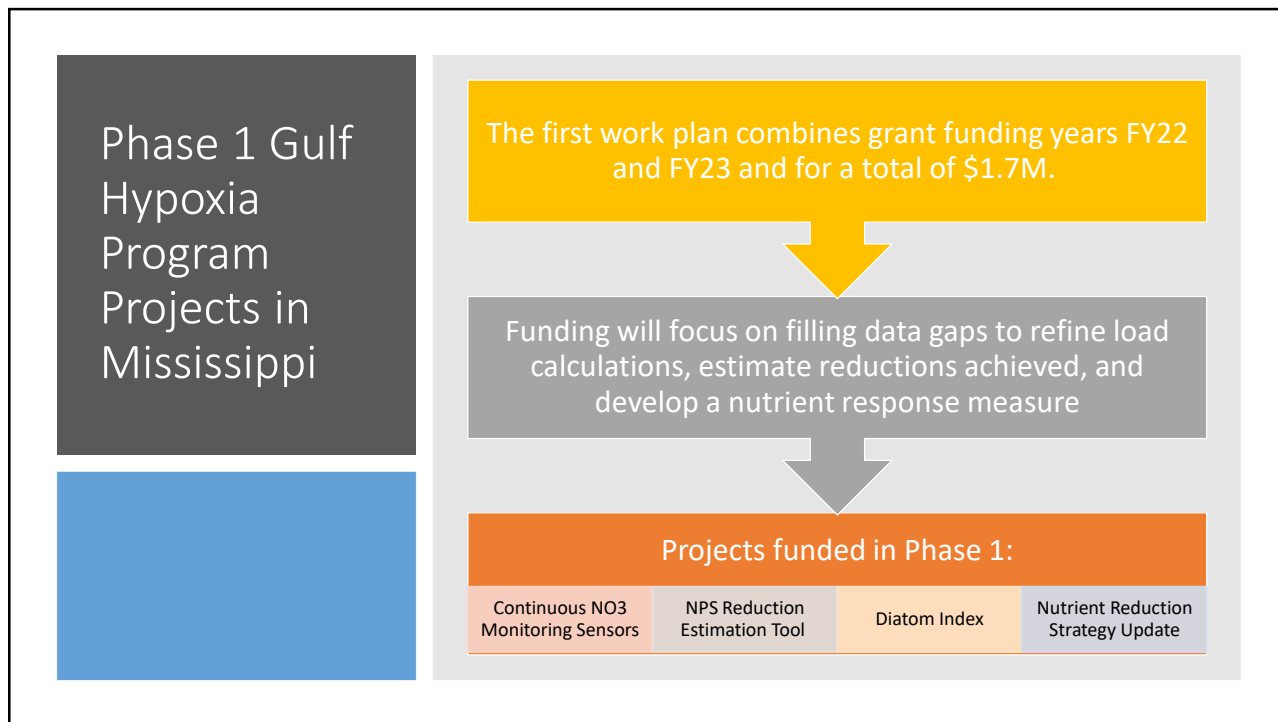 Phase 1 Gulf
Hypoxia
Program
Projects in
Mississippi
The first work plan combines grant funding years FY22
and FY23 and for a total of $1.7M.
Funding will focus on filling data gaps to refine load
calculations, estimate reductions achieved, and
develop a nutrient response measure
Projects funded in Phase 1:
Continuous NO3
Monitoring Sensors
NPS Reduction
Estimation Tool
Diatom Index
Nutrient Reduction
Strategy Update